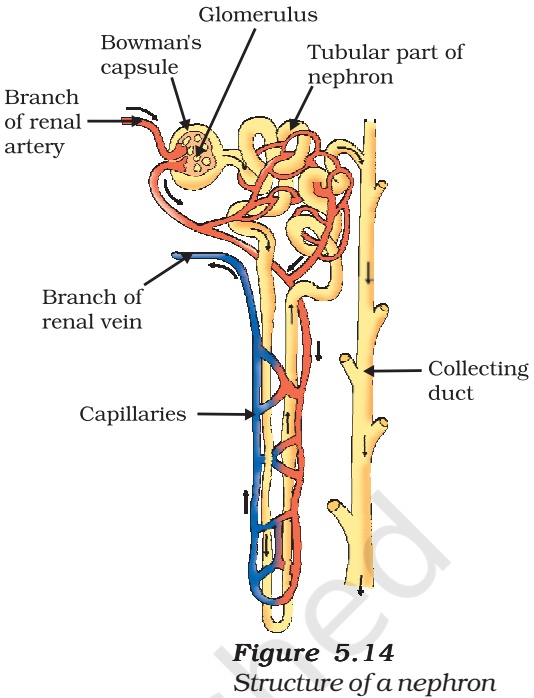 Glomerulus
Bowman's
capsule
Tubular part of
nephron
Branch
of renal
artery
Branch of
renal vein
Collecting
duct
Capillaries
Figure 5.14
Structure of a nephron